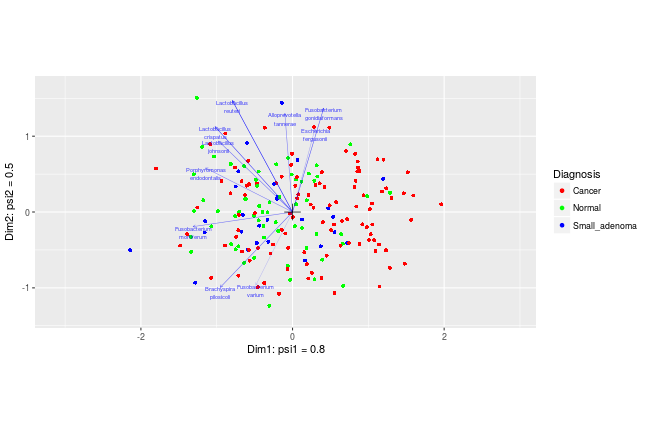 Lactobacillus
reuteri
Alloprevotella
tannerae
Fusobacterium
gonidiaformans
Lactobacillus
crispatus
Lactobacillus
johnsonii
Escherichia
fergusonii
Porphyromonas
endodontalis
Fusobacterium
Brachyspira
pilosicoli
Fusobacterium
varium
1
0
-1
-2
0
2
Dim1: psi1 = 0.8
Dim2: psi2 = 0.5
Diagnosis
Cancer
Normal
Small_adenoma